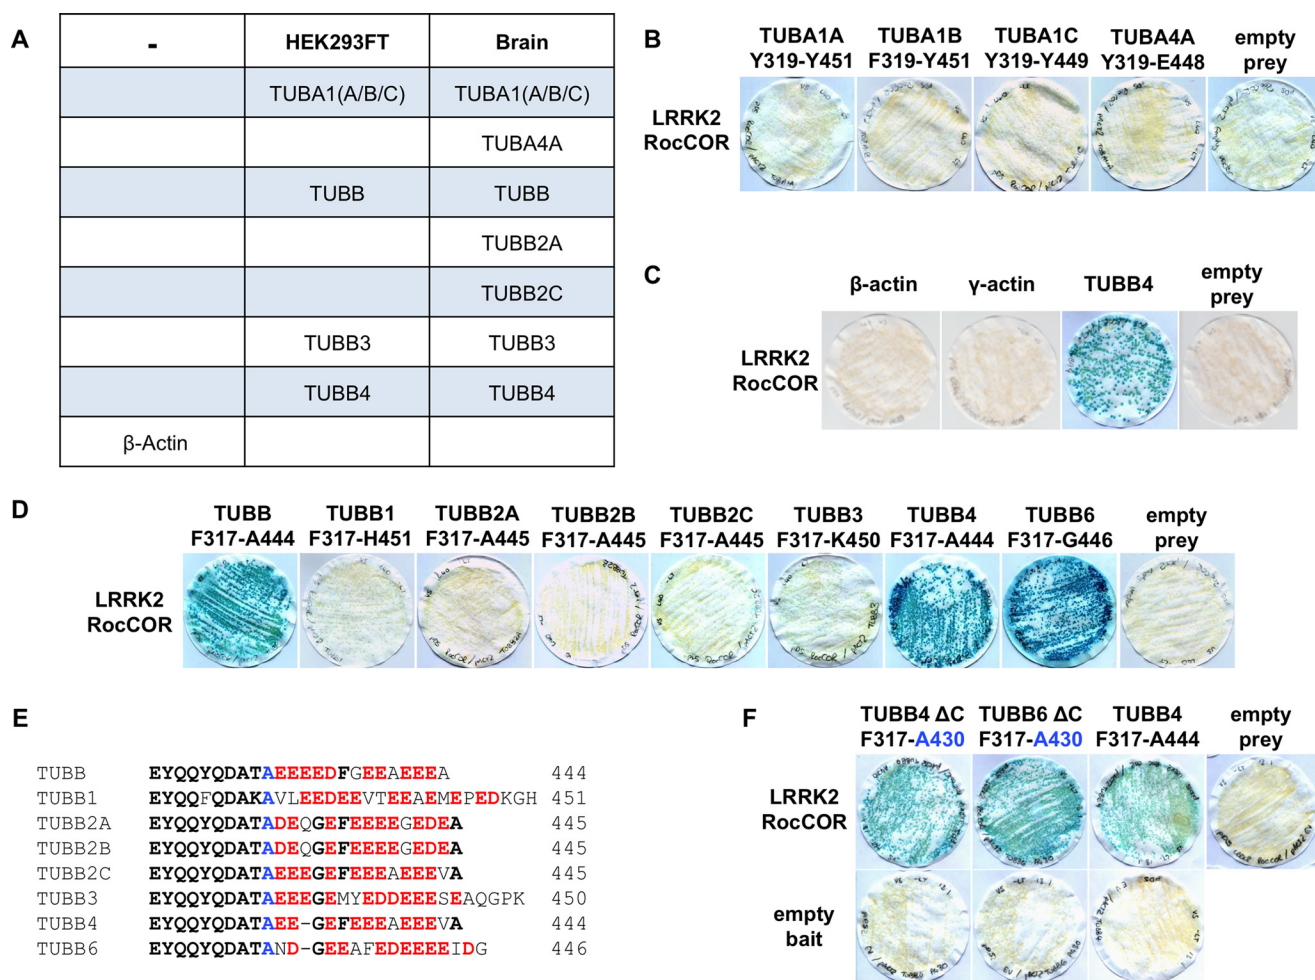 A
- HEK293FT Brain
TUBA1(A/B/C) TUBA1(A/B/C)
TUBA4A
TUBB TUBB
TUBB2A
TUBB2C
TUBB3 TUBB3
TUBB4 TUBB4
β-Actin
B
TUBA1A TUBA1B TUBA1C TUBA4A empty
Y319-Y451 F319-Y451 Y319-Y449 Y319-E448 prey
LRRK2
RocCOR
C
β-actin γ-actin TUBB4 empty
prey
LRRK2
RocCOR
D
TUBB TUBB1 TUBB2A TUBB2B TUBB2C TUBB3 TUBB4 TUBB6 empty
F317-A444 F317-H451 F317-A445 F317-A445 F317-A445 F317-K450 F317-A444 F317-G446 prey
LRRK2
RocCOR
E
TUBB EYQQYQDATAEEEEDFGEEAEEEA 444
TUBB1 EYQQFQDAKAVLEEDEEVTEEAEMEPEDKGH 451
TUBB2A EYQQYQDATADEQGEFEEEEGEDEA 445
TUBB2B EYQQYQDATADEQGEFEEEEGEDEA 445
TUBB2C EYQQYQDATAEEEGEFEEEAEEEVA 445
TUBB3 EYQQYQDATAEEEGEMYEDDEEESEAQGPK 450
TUBB4 EYQQYQDATAEE-GEFEEEAEEEVA 444
TUBB6 EYQQYQDATAND-GEEAFEDEEEEIDG 446
F
TUBB4 ΔC TUBB6 ΔC TUBB4 empty
F317-A430 F317-A430 F317-A444 prey
LRRK2
RocCOR
empty
bait